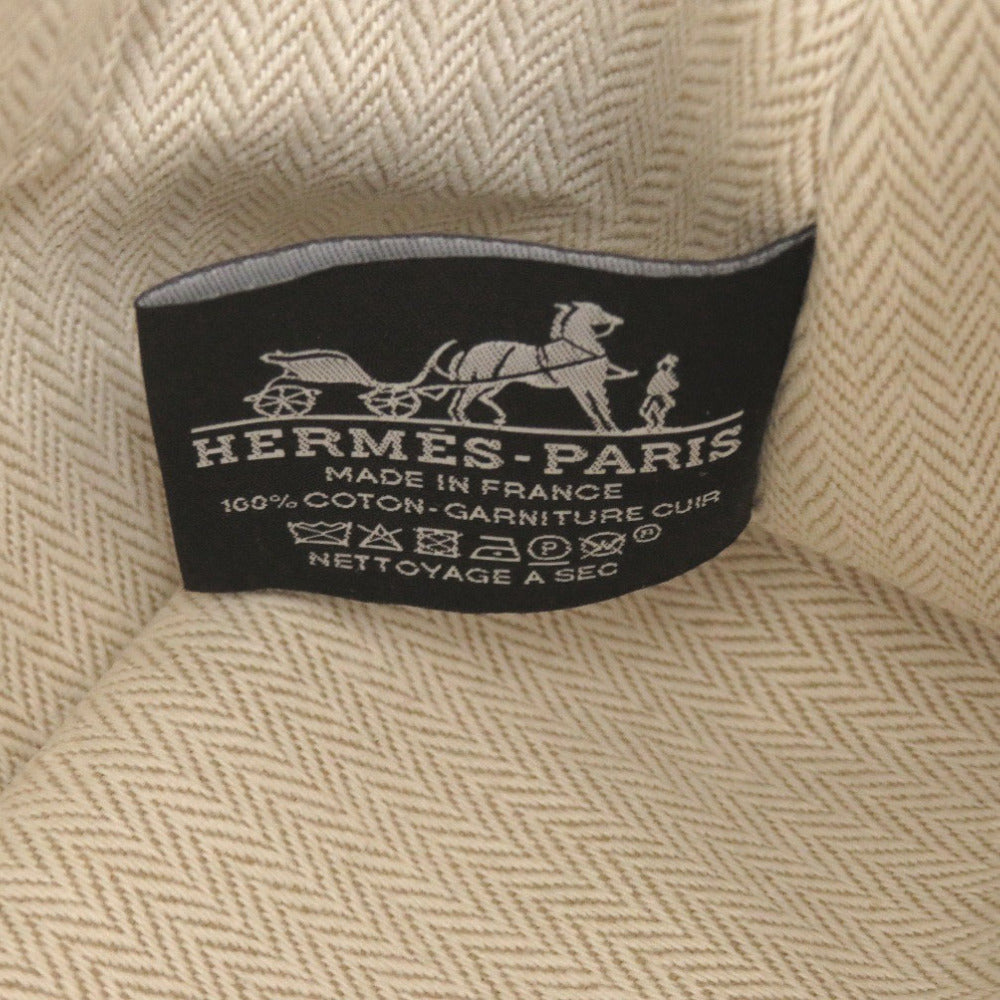 HERMÈS-PARIS
MADE IN FRANCE
100% COTON-GARNITURE CUIR
P W P
NETTOYAGE A SEC